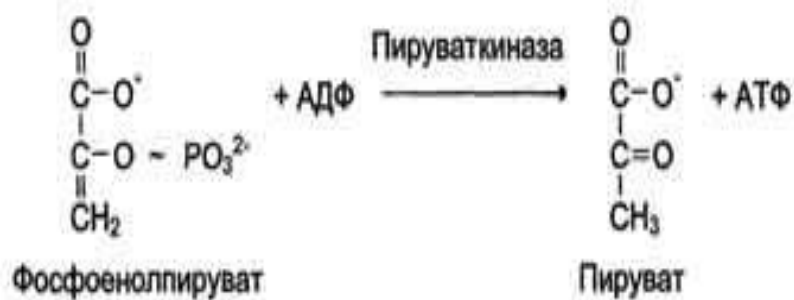 O
||
C–O⁻ + АДФ
C–O ~ PO₃²⁻
||
CH₂
Фосфоенолпируват
Пируваткиназа
O
||
C–O⁻ + АТФ
C=O
CH₃
Пируват